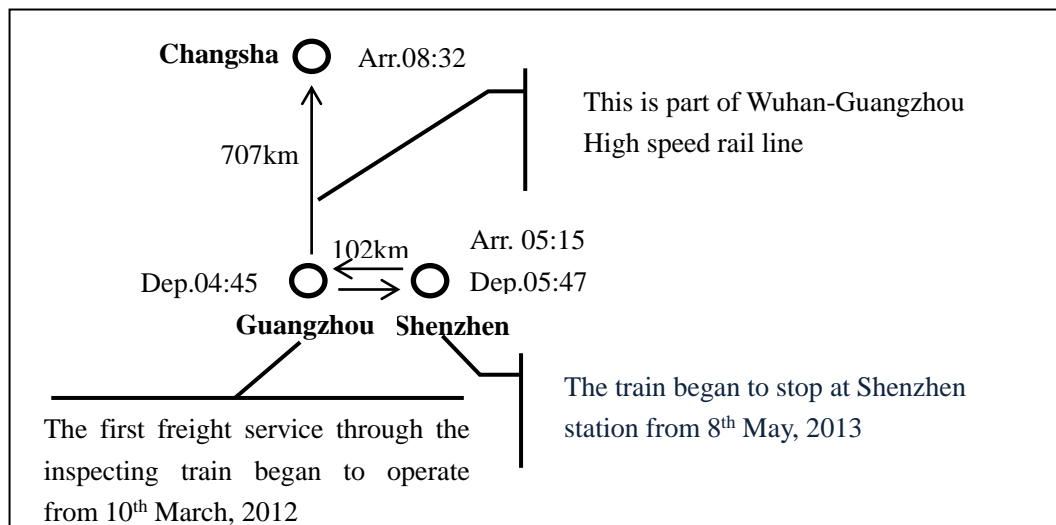 Changsha
Arr.08:32
This is part of Wuhan-Guangzhou
High speed rail line
707km
102km
Arr. 05:15
Dep.04:45
Dep.05:47
Guangzhou
Shenzhen
The train began to stop at Shenzhen
station from 8th May, 2013
The first freight service through the
inspecting train began to operate
from 10th March, 2012